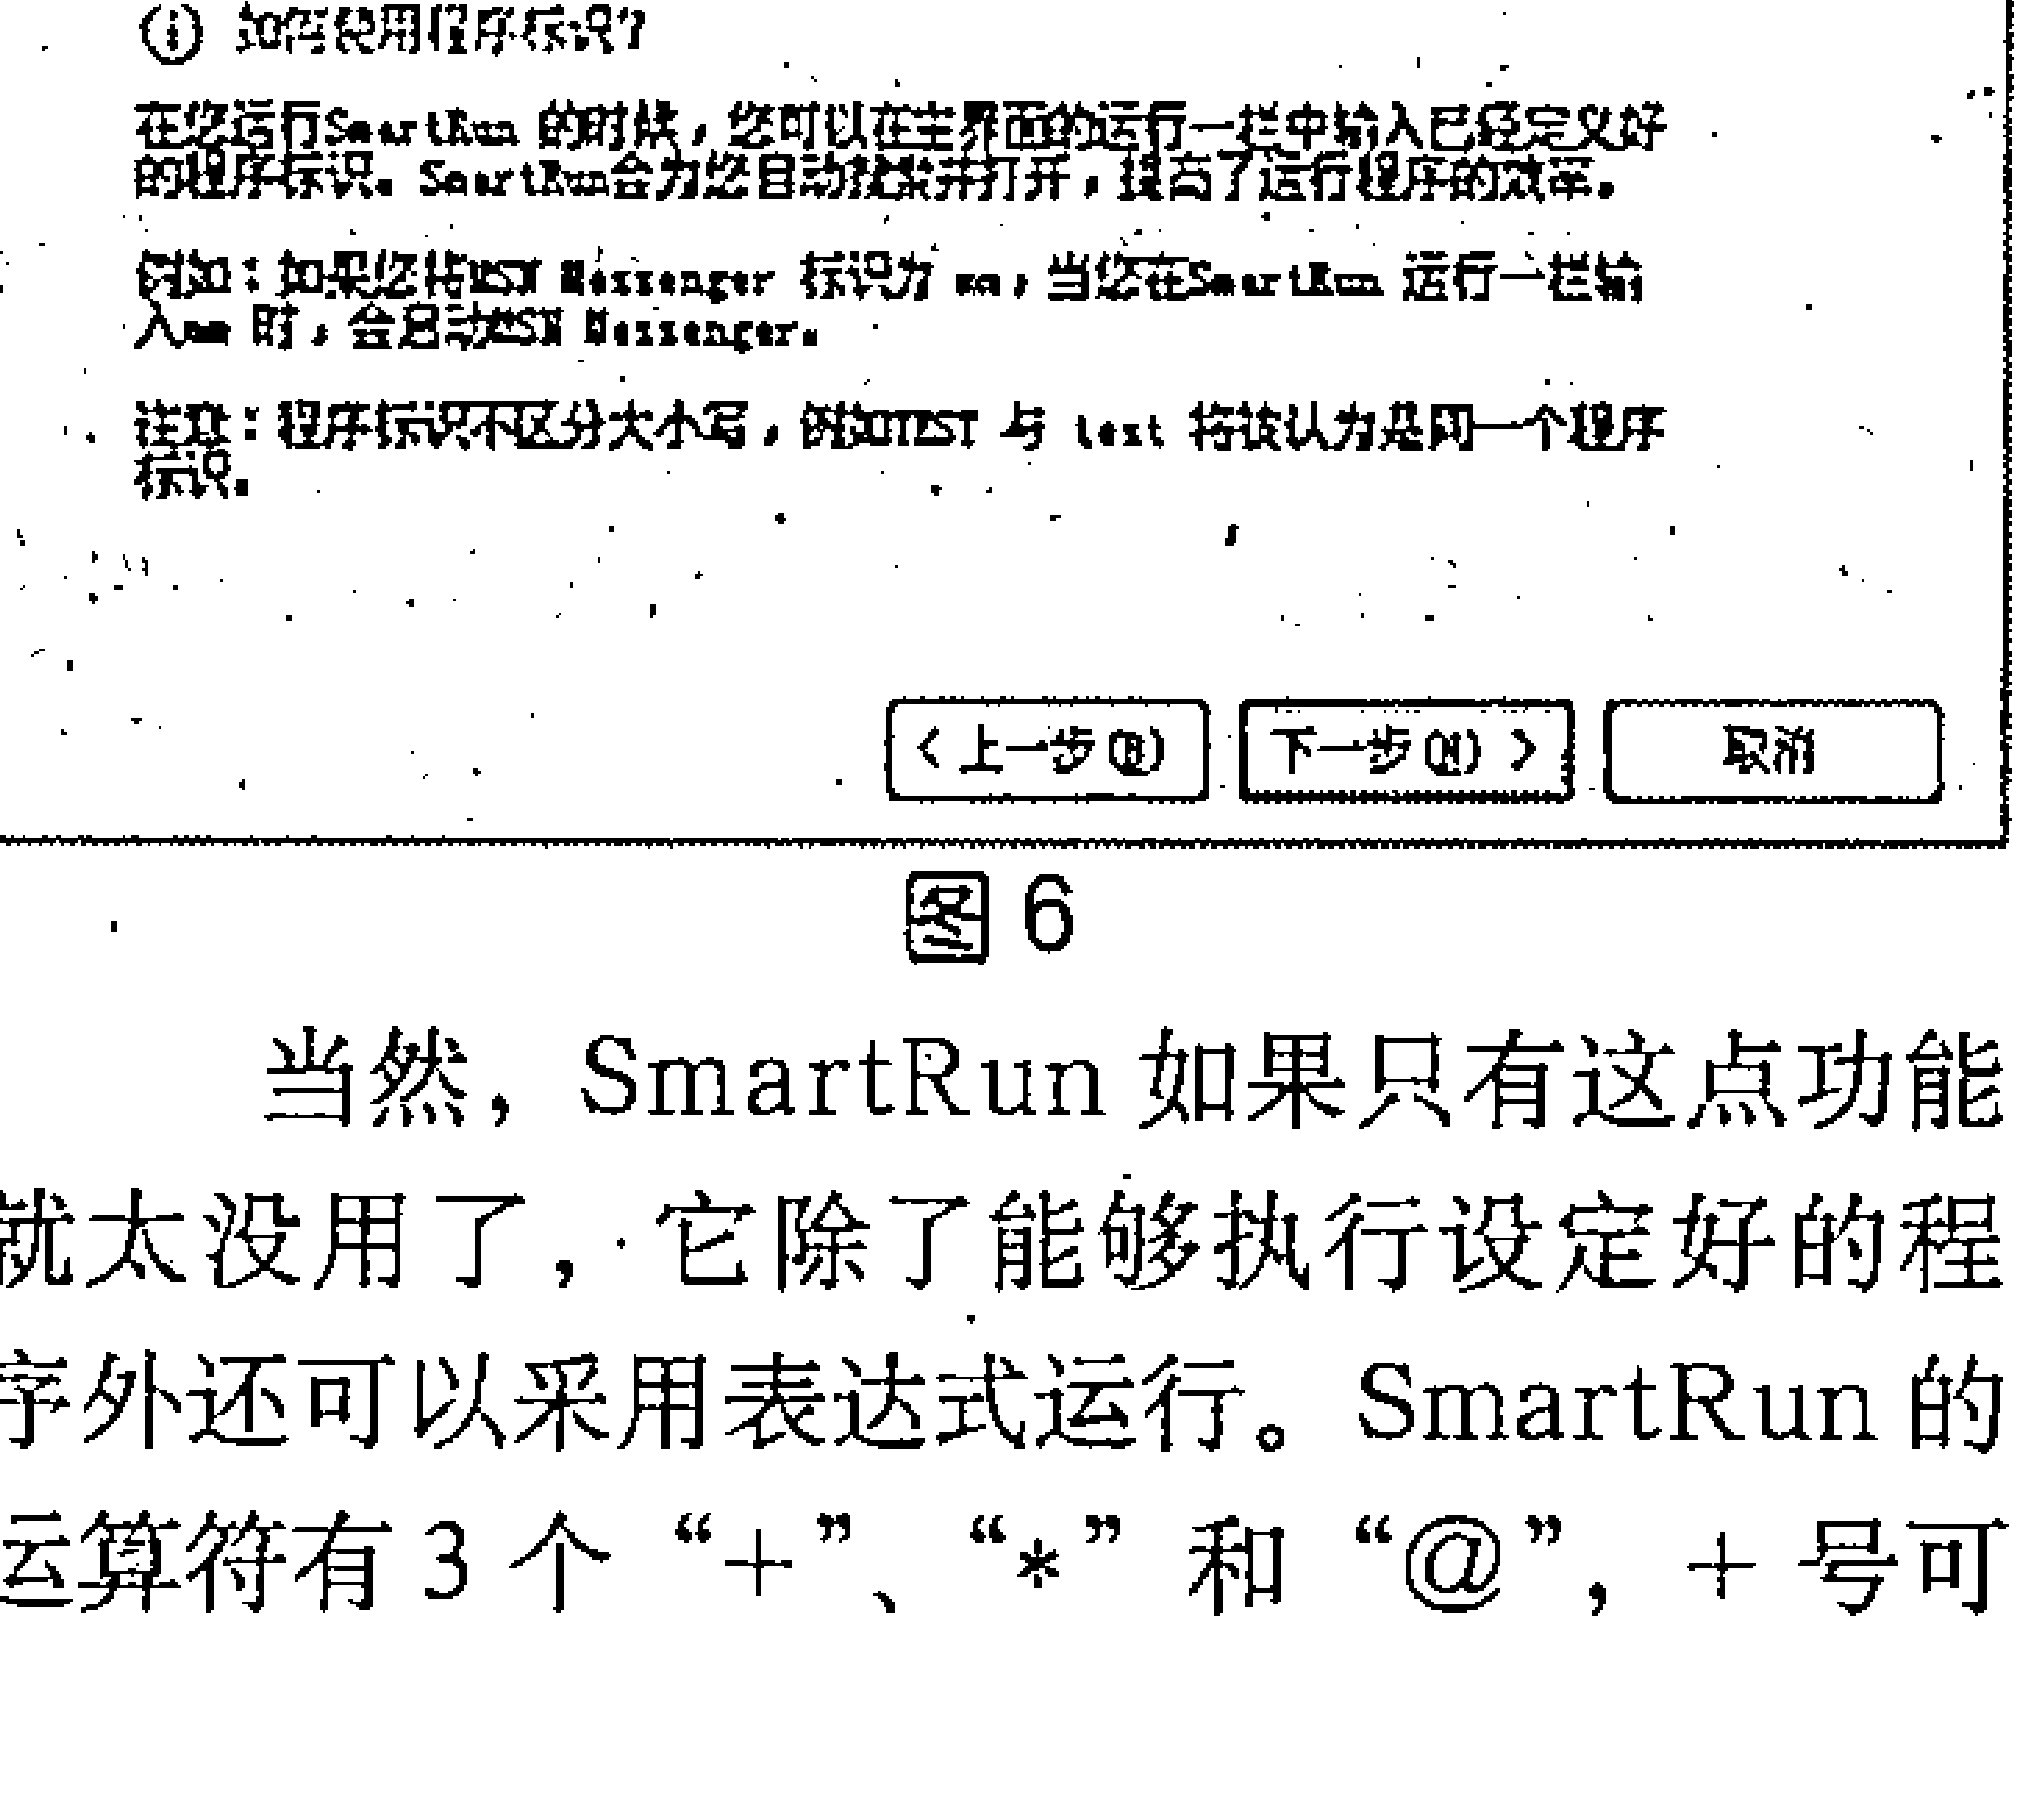 如何使用程序标识?
在您运行SmartRun 的时候，您可以在主界面的运行一栏中输入已经定义好
的程序标识。SmartRun会为您自动搜索并打开，提高了运行程序的效率。
例如：如果您将MSN Messenger 标识为，当您在SmartRun 运行一栏输
入 时，会启动MSN Messenger。
注意：程序标识不区分大小写，例如TEST 与 test 将被认为是同一个程序
标识。
< 上一步(B)
下一步(N) >
取消
图 6
当然，SmartRun 如果只有这点功能
就太没用了，它除了能够执行设定好的程
序外还可以采用表达式运行。SmartRun 的
运算符有 3 个 “+”、“*” 和 “@”，+ 号可